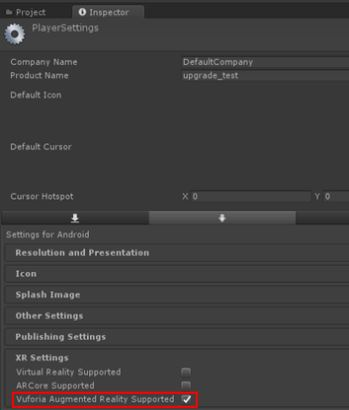 Project
Inspector
PlayerSettings
Company Name DefaultCompany
Product Name upgrade_test
Default Icon
Default Cursor
Cursor Hotspot X 0 Y 0
Settings for Android
Resolution and Presentation
Icon
Splash Image
Other Settings
Publishing Settings
XR Settings
Virtual Reality Supported
ARCore Supported
Vuforia Augmented Reality Supported